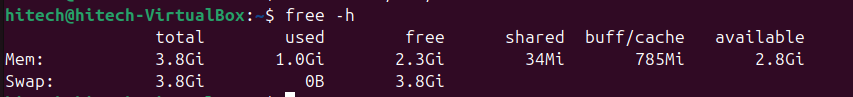 hitech@hitech-VirtualBox:~$ free -h
total used free shared buff/cache available
Mem: 3.8Gi 1.0Gi 2.3Gi 34Mi 785Mi 2.8Gi
Swap: 3.8Gi 0B 3.8Gi